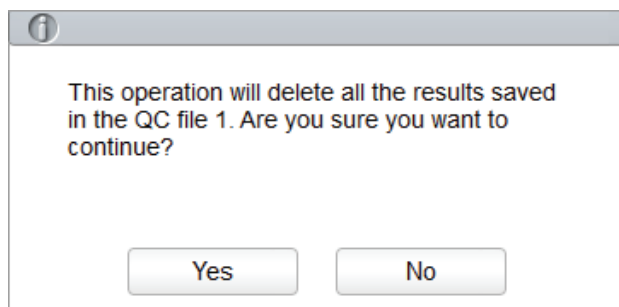 This operation will delete all the results saved
in the QC file 1. Are you sure you want to
continue?
Yes No